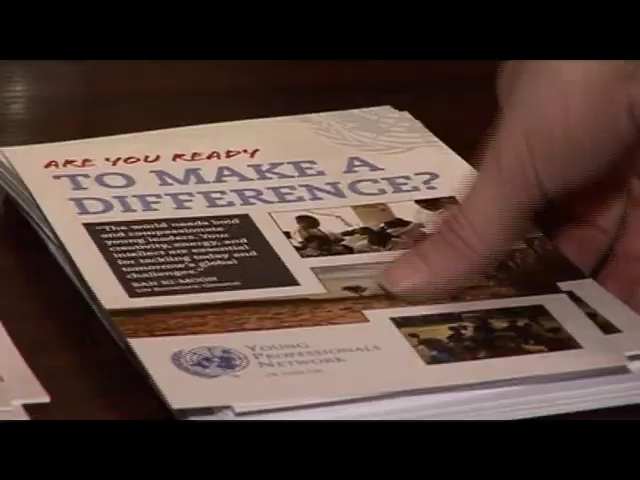 ARE YOU READY
TO MAKE A
DIFFERENCE?
"The world needs bold
and compassionate
young leaders. Your
creativity, energy, and
intellect are essential
for tackling today and
tomorrow's global
challenges."
BAN KI-MOON
YOUNG
PROFESSIONALS
NETWORK